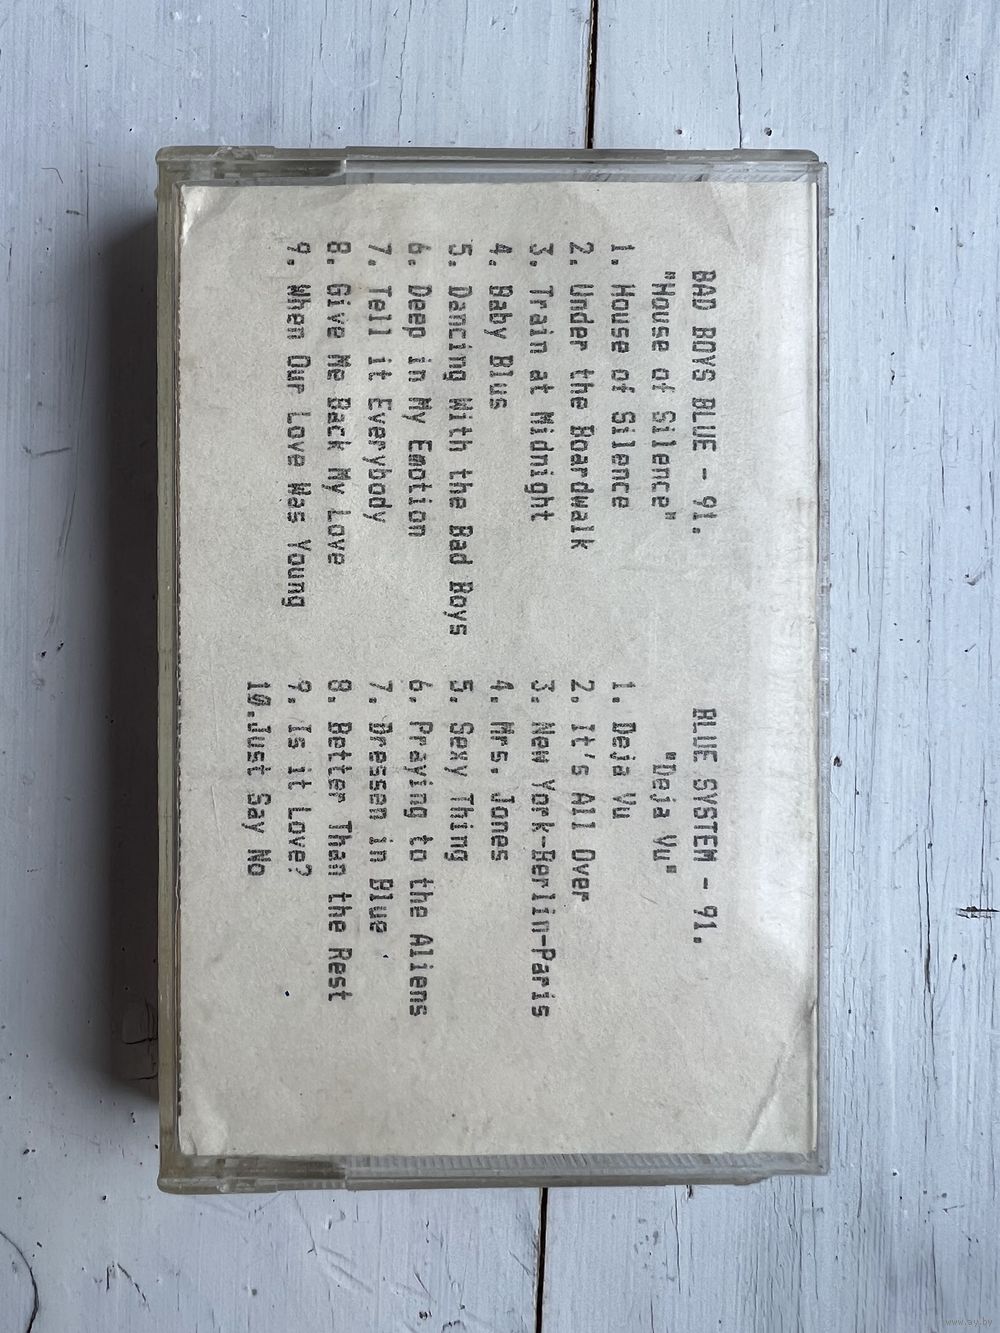 BAD BOYS BLUE - 91.
"House of Silence"
1. House of Silence
2. Under the Boardwalk
3. Train at Midnight
4. Baby Blus
5. Dancing With the Bad Boys
6. Deep in My Emotion
7. Tell it Everybody
8. Give Me Back My Love
9. When Our Love Was Young
BLUE SYSTEM - 91.
"Deja Vu"
1. Deja Vu
2. It's All Over
3. New York-Berlin-Paris
4. Mrs. Jones
5. Sexy Thing
6. Praying to the Aliens
7. Dressen in Blue
8. Better Than the Rest
9. Is it Love?
10.Just Say No
www.ay.by